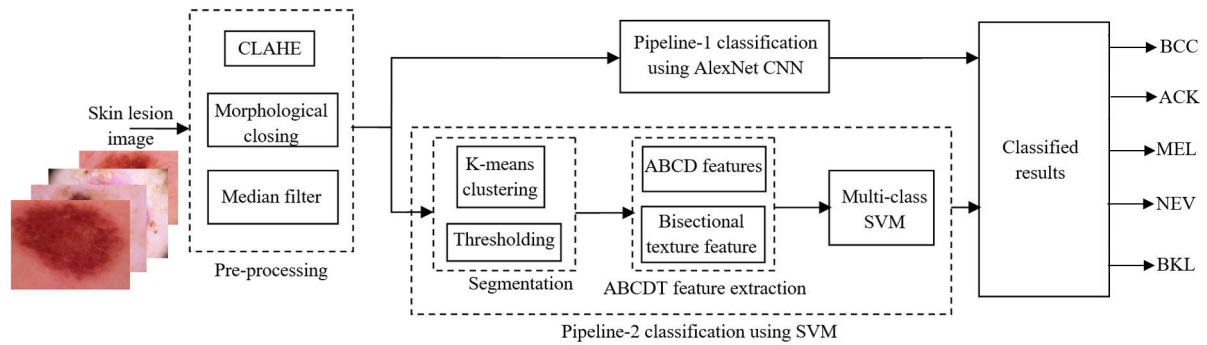 Skin lesion
image
CLAHE
Morphological
closing
Median filter
Pre-processing
Pipeline-1 classification
using AlexNet CNN
K-means
clustering
Thresholding
Segmentation
ABCD features
Bisectional
texture feature
ABCDT feature extraction
Multi-class
SVM
Pipeline-2 classification using SVM
Classified
results
BCC
ACK
MEL
NEV
BKL